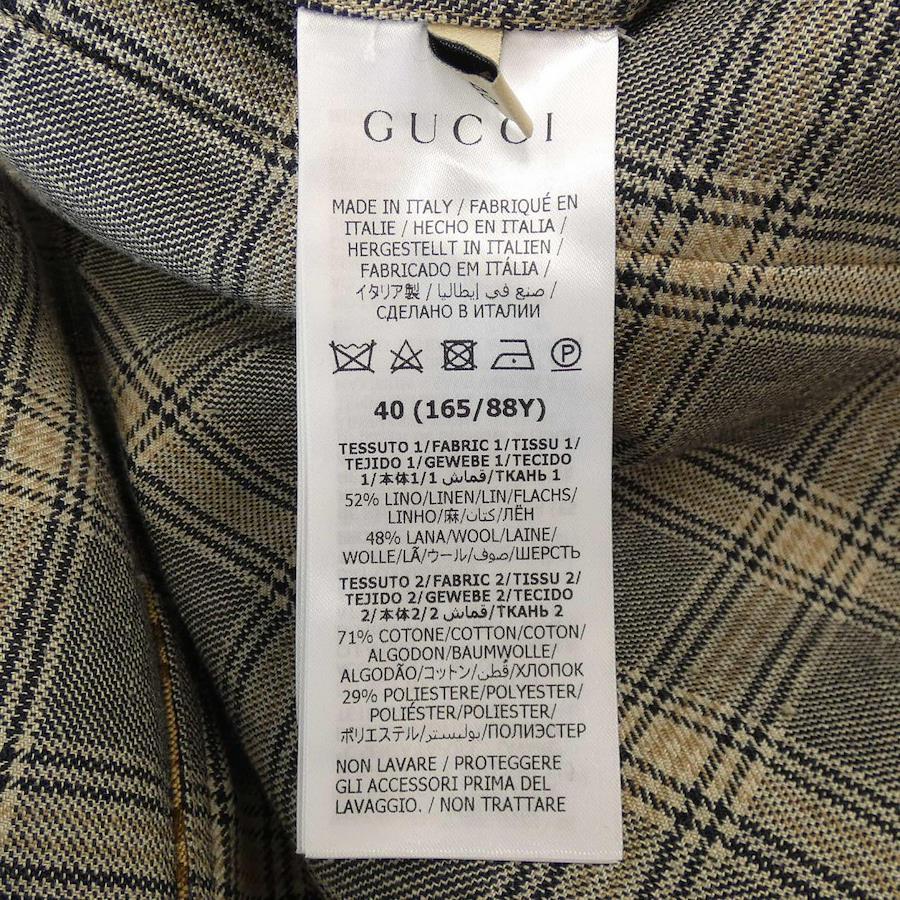 GUCCI
MADE IN ITALY / FABRIQUÉ EN
ITALIE / HECHO EN ITALIA /
HERGESTELLT IN ITALIEN /
FABRICADO EM ITÁLIA /
イタリア製 / صنع في إيطاليا /
СДЕЛАНО В ИТАЛИИ
P
40 (165/88Y)
TESSUTO 1/FABRIC 1/TISSU 1/
TEJIDO 1/GEWEBE 1/TECIDO
1/本体1/1 قماش/ТКАНЬ 1
52% LINO/LINEN/LIN/FLACHS/
LINHO/麻/كتان/ЛЁН
48% LANA/WOOL/LAINE/
WOLLE/LÃ/ウール/صوف/ШЕРСТЬ
TESSUTO 2/FABRIC 2/TISSU 2/
TEJIDO 2/GEWEBE 2/TECIDO
2/本体2/2 قماش/ТКАНЬ 2
71% COTONE/COTTON/COTON/
ALGODON/BAUMWOLLE/
ALGODÃO/コットン/قطن/ХЛОПОК
29% POLIESTERE/POLYESTER/
POLIÉSTER/POLIESTER/
ポリエステル/بوليستر/ПОЛИЭСТЕР
NON LAVARE / PROTEGGERE
GLI ACCESSORI PRIMA DEL
LAVAGGIO. / NON TRATTARE